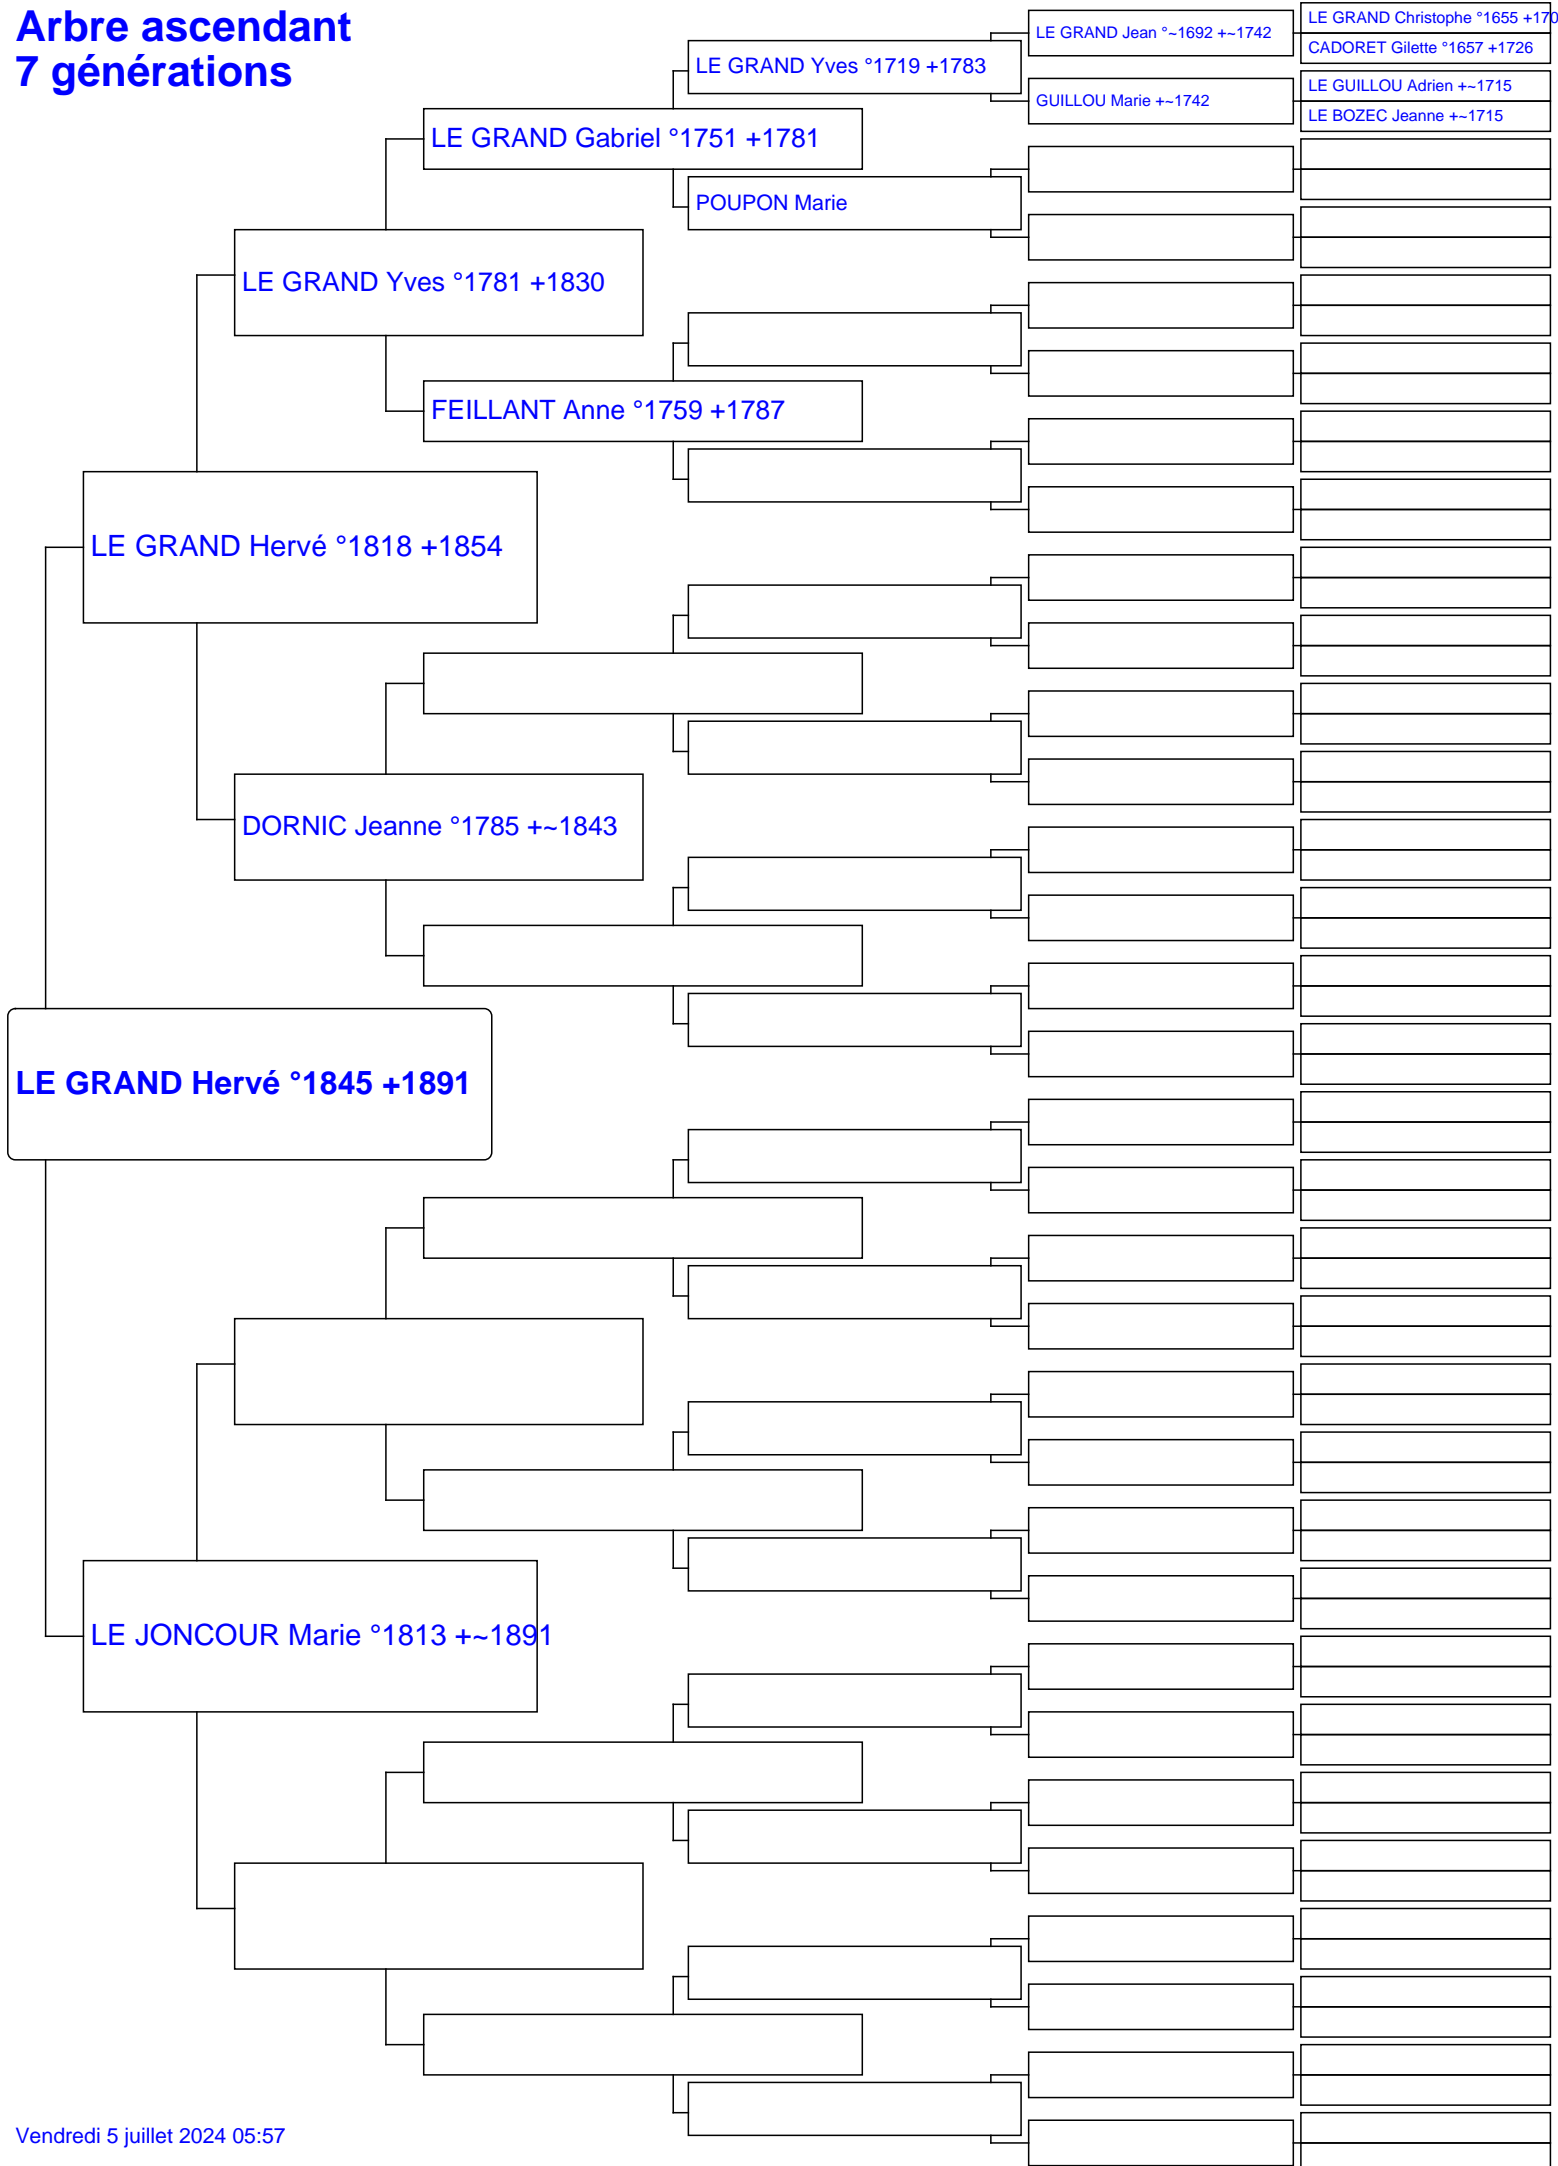 Arbre ascendant
7 générations
LE GRAND Christophe °1655 +170
LE GRAND Jean °~1692 +~1742
CADORET Gilette °1657 +1726
LE GRAND Yves °1719 +1783
LE GUILLOU Adrien +~1715
GUILLOU Marie +~1742
LE BOZEC Jeanne +~1715
LE GRAND Gabriel °1751 +1781
POUPON Marie
LE GRAND Yves °1781 +1830
FEILLANT Anne °1759 +1787
LE GRAND Hervé °1818 +1854
DORNIC Jeanne °1785 +~1843
LE GRAND Hervé °1845 +1891
LE JONCOUR Marie °1813 +~1891
Vendredi 5 juillet 2024 05:57